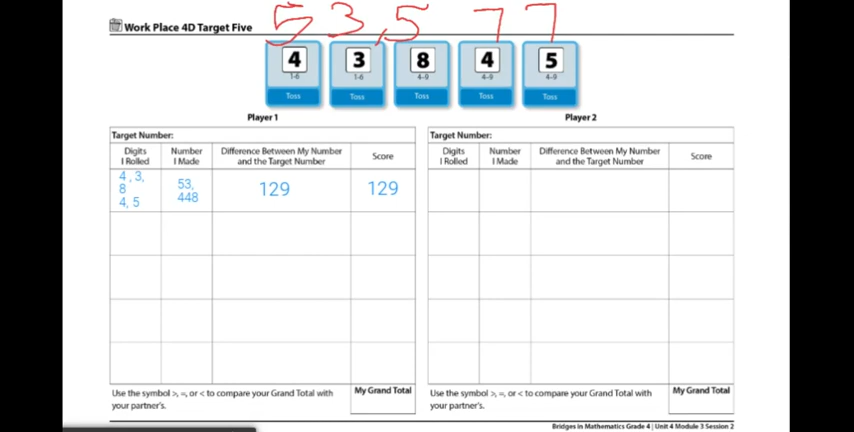 53,577
Work Place 4D Target Five
4 3 8 4 5
1–6 1–6 4–9 4–9 4–9
Toss Toss Toss Toss Toss
Player 1 Player 2
Target Number: Target Number:
Digits I Rolled Number I Made Difference Between My Number and the Target Number Score Digits I Rolled Number I Made Difference Between My Number and the Target Number Score
4, 3, 8 4, 5 53, 448 129 129
Use the symbol >, =, or < to compare your Grand Total with your partner's. My Grand Total Use the symbol >, =, or < to compare your Grand Total with your partner's. My Grand Total
Bridges in Mathematics Grade 4 | Unit 4 Module 3 Session 2